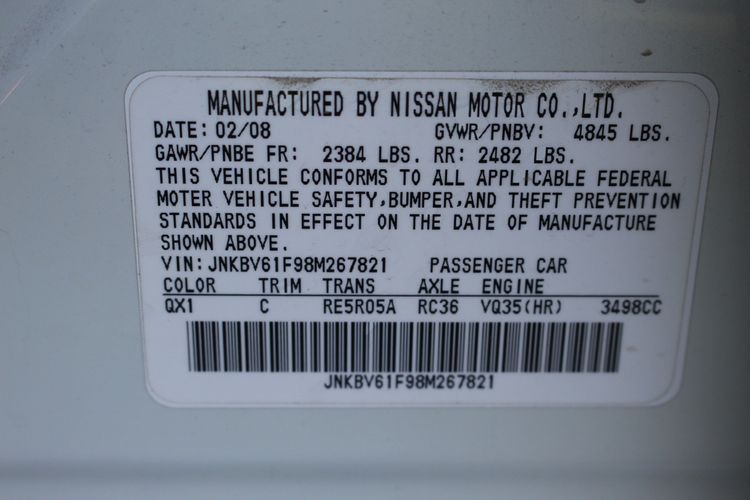 MANUFACTURED BY NISSAN MOTOR CO.,LTD.
DATE: 02/08 GVWR/PNBV: 4845 LBS.
GAWR/PNBE FR: 2384 LBS. RR: 2482 LBS.
THIS VEHICLE CONFORMS TO ALL APPLICABLE FEDERAL
MOTER VEHICLE SAFETY,BUMPER,AND THEFT PREVENTION
STANDARDS IN EFFECT ON THE DATE OF MANUFACTURE
SHOWN ABOVE.
VIN:JNKBV61F98M267821 PASSENGER CAR
COLOR TRIM TRANS AXLE ENGINE
QX1 C RE5R05A RC36 VQ35(HR) 3498CC
JNKBV61F98M267821